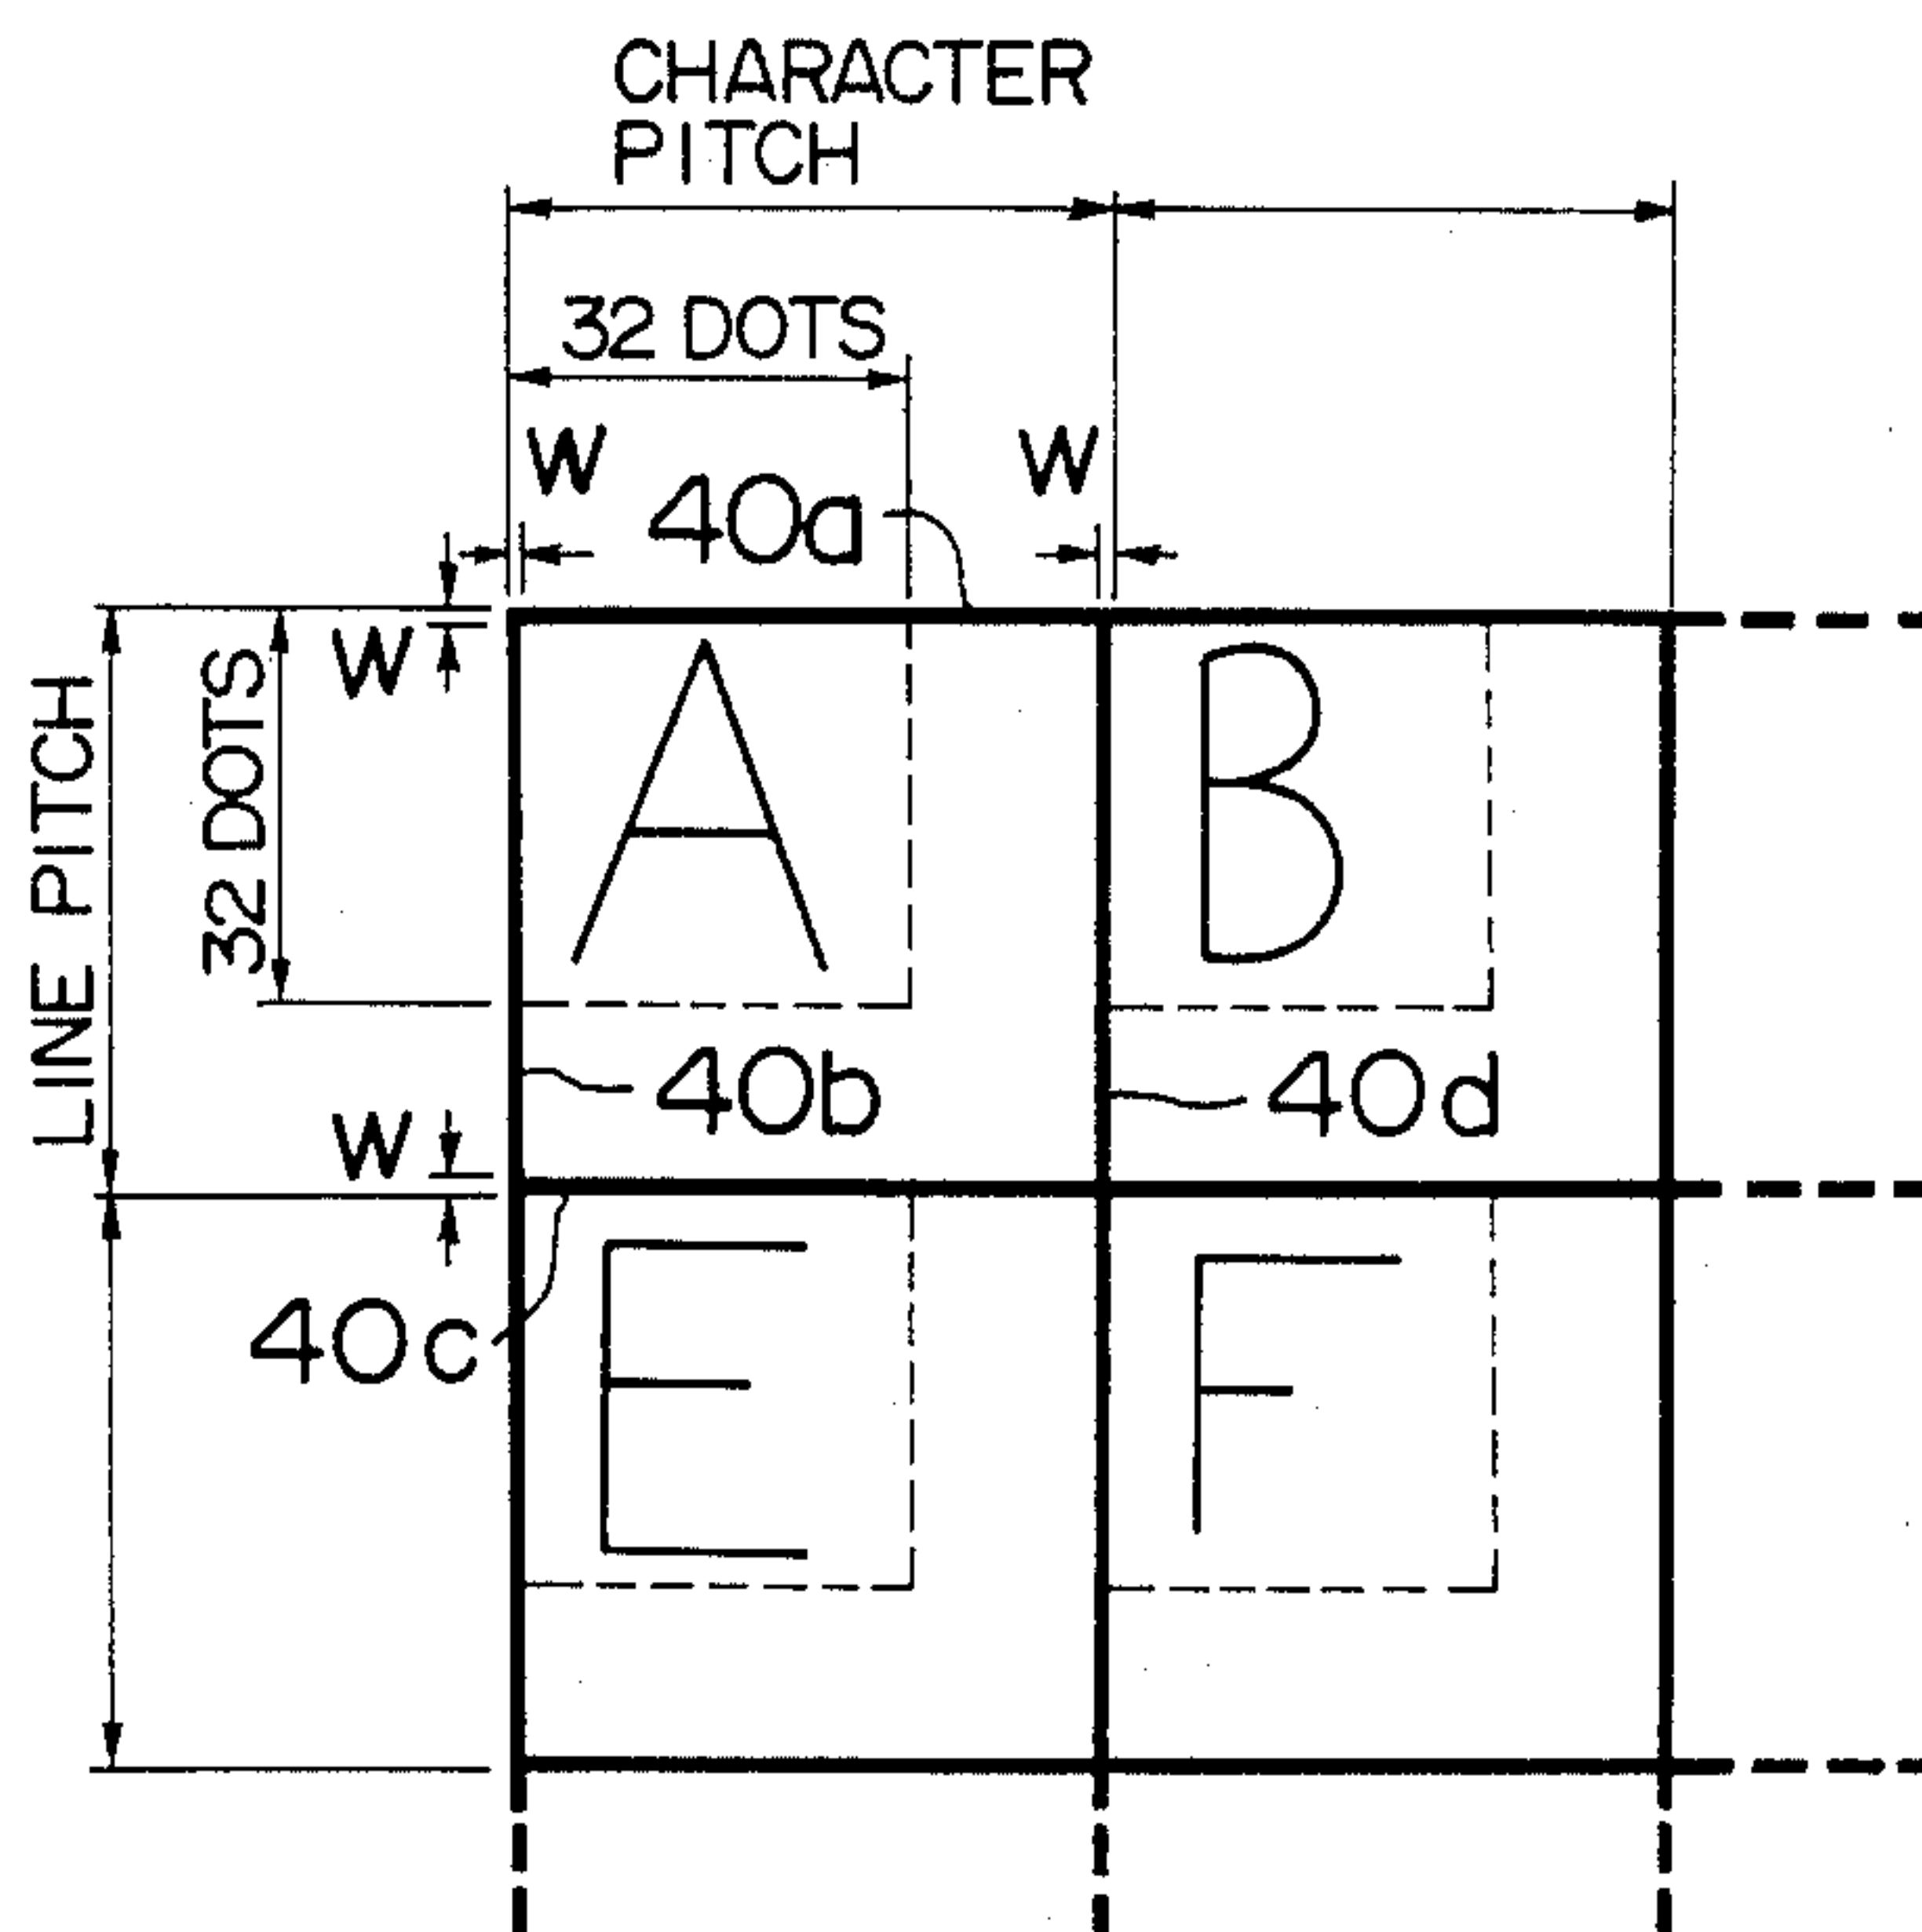 CHARACTER
PITCH
32 DOTS
W
W
40a
LINE PITCH
32 DOTS
W
A
B
40b
40d
W
40c
E
F